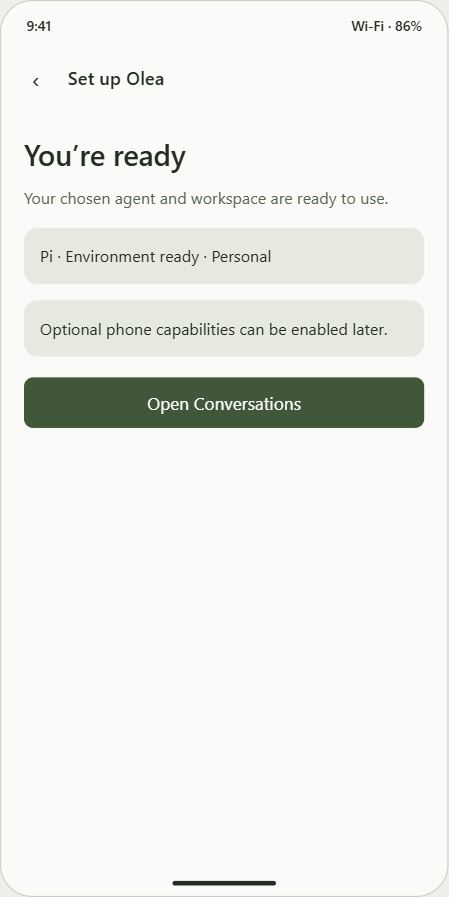 9:41
Wi-Fi · 86%
‹ Set up Olea
You’re ready
Your chosen agent and workspace are ready to use.
Pi · Environment ready · Personal
Optional phone capabilities can be enabled later.
Open Conversations